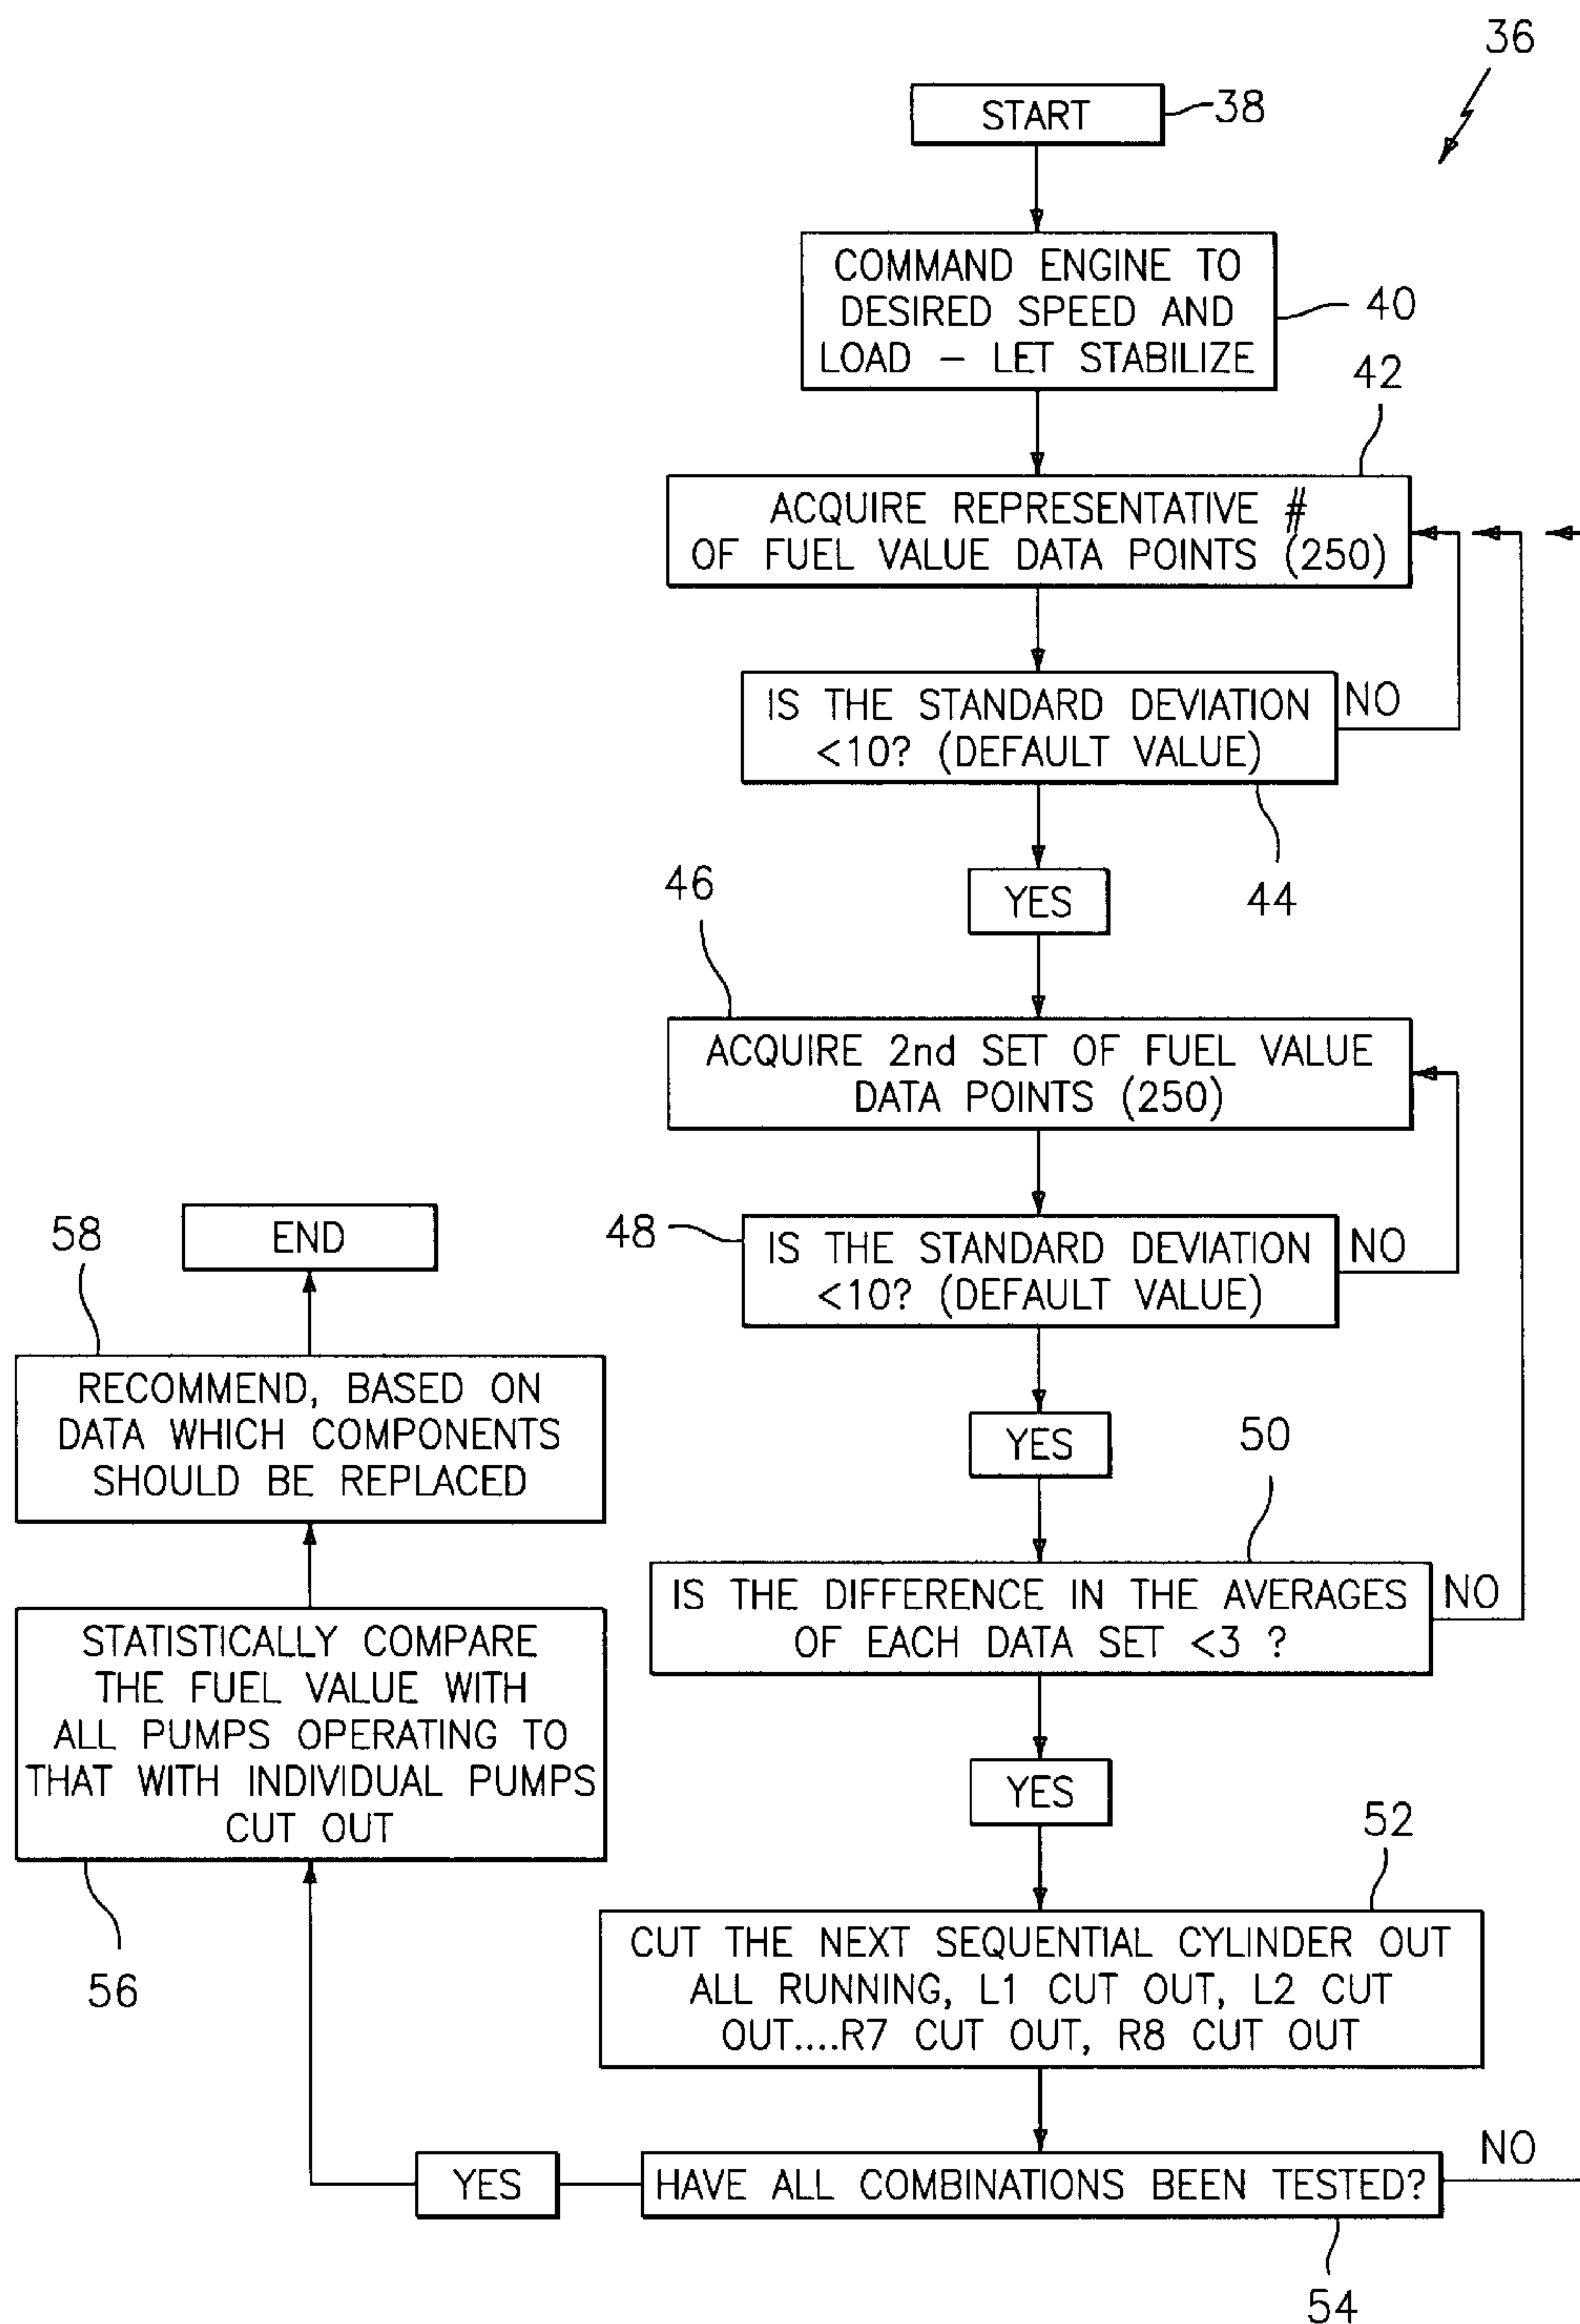 36
START
38
COMMAND ENGINE TO
DESIRED SPEED AND
LOAD – LET STABILIZE
40
42
ACQUIRE REPRESENTATIVE #
OF FUEL VALUE DATA POINTS (250)
IS THE STANDARD DEVIATION
<10? (DEFAULT VALUE)
NO
44
YES
46
ACQUIRE 2nd SET OF FUEL VALUE
DATA POINTS (250)
48
IS THE STANDARD DEVIATION
<10? (DEFAULT VALUE)
NO
YES
50
IS THE DIFFERENCE IN THE AVERAGES
OF EACH DATA SET <3 ?
NO
YES
52
CUT THE NEXT SEQUENTIAL CYLINDER OUT
ALL RUNNING, L1 CUT OUT, L2 CUT
OUT....R7 CUT OUT, R8 CUT OUT
HAVE ALL COMBINATIONS BEEN TESTED?
NO
54
YES
STATISTICALLY COMPARE
THE FUEL VALUE WITH
ALL PUMPS OPERATING TO
THAT WITH INDIVIDUAL PUMPS
CUT OUT
56
58
RECOMMEND, BASED ON
DATA WHICH COMPONENTS
SHOULD BE REPLACED
END